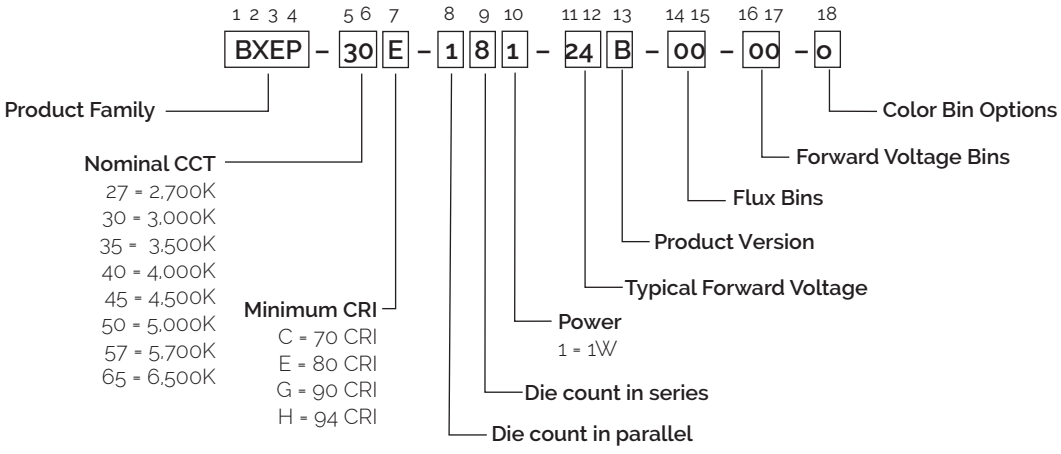 1 2 3 4 5 6 7 8 9 10 11 12 13 14 15 16 17 18
BXEP – 30 E – 1 8 1 – 24 B – 00 – 00 – 0
Product Family
Color Bin Options
Nominal CCT
27 = 2,700K
30 = 3,000K
35 = 3,500K
40 = 4,000K
45 = 4,500K
50 = 5,000K
57 = 5,700K
65 = 6,500K
Minimum CRI
C = 70 CRI
E = 80 CRI
G = 90 CRI
H = 94 CRI
Forward Voltage Bins
Flux Bins
Product Version
Typical Forward Voltage
Power
1 = 1W
Die count in series
Die count in parallel